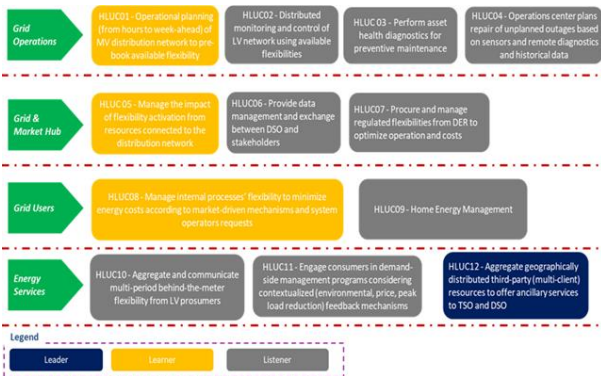 Grid
Operations
HLUC01 - Operational planning
(from hours to week-ahead) of
MV distribution network to pre-
book available flexibility
HLUC02 - Distributed
monitoring and control of
LV network using available
flexibilities
HLUC 03 - Perform asset
health diagnostics for
preventive maintenance
HLUC04 - Operations center plans
repair of unplanned outages based
on sensors and remote diagnostics
and historical data
Grid &
Market Hub
HLUC 05 - Manage the impact
of flexibility activation from
resources connected to the
distribution network
HLUC06 - Provide data
management and exchange
between DSO and
stakeholders
HLUC07 - Procure and manage
regulated flexibilities from DER to
optimize operation and costs
Grid Users
HLUC08 - Manage internal processes' flexibility to minimize
energy costs according to market-driven mechanisms and system
operators requests
HLUC09 - Home Energy Management
Energy
Services
HLUC10 - Aggregate and communicate
multi-period behind-the-meter
flexibility from LV prosumers
HLUC11 - Engage consumers in demand-
side management programs considering
contextualized (environmental, price, peak
load reduction) feedback mechanisms
HLUC12 - Aggregate geographically
distributed third-party (multi-client)
resources to offer ancillary services
to TSO and DSO
Legend
Leader
Learner
Listener